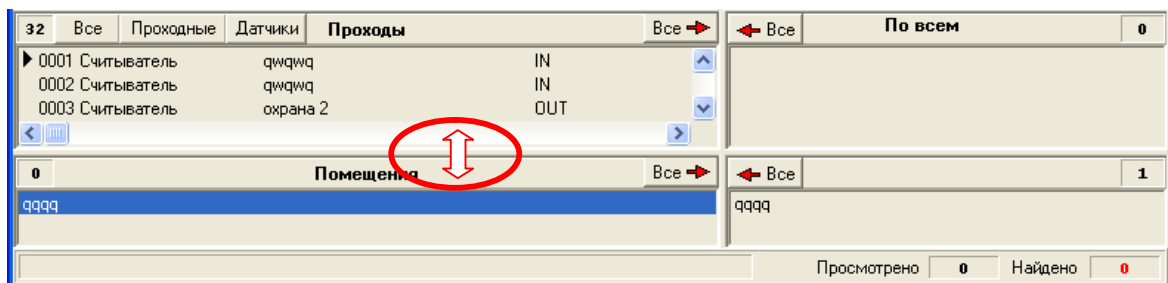 32 Все Проходные Датчики Проходы Все Все По всем 0
0001 Считыватель qwqwq IN
0002 Считыватель qwqwq IN
0003 Считыватель охрана 2 OUT
0 Помещения Все Все 1
qqqq qqqq
Просмотрено 0 Найдено 0